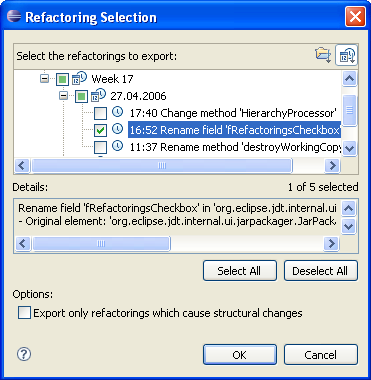 Refactoring Selection
Select the refactorings to export:
Week 17
27.04.2006
17:40 Change method 'HierarchyProcessor'
16:52 Rename field 'fRefactoringsCheckbox'
11:37 Rename method 'destroyWorkingCopy
Details:
1 of 5 selected
Rename field 'fRefactoringsCheckbox' in 'org.eclipse.jdt.internal.ui
- Original element: 'org.eclipse.jdt.internal.ui.jarpackager.JarPack
Select All
Deselect All
Options:
Export only refactorings which cause structural changes
?
OK
Cancel